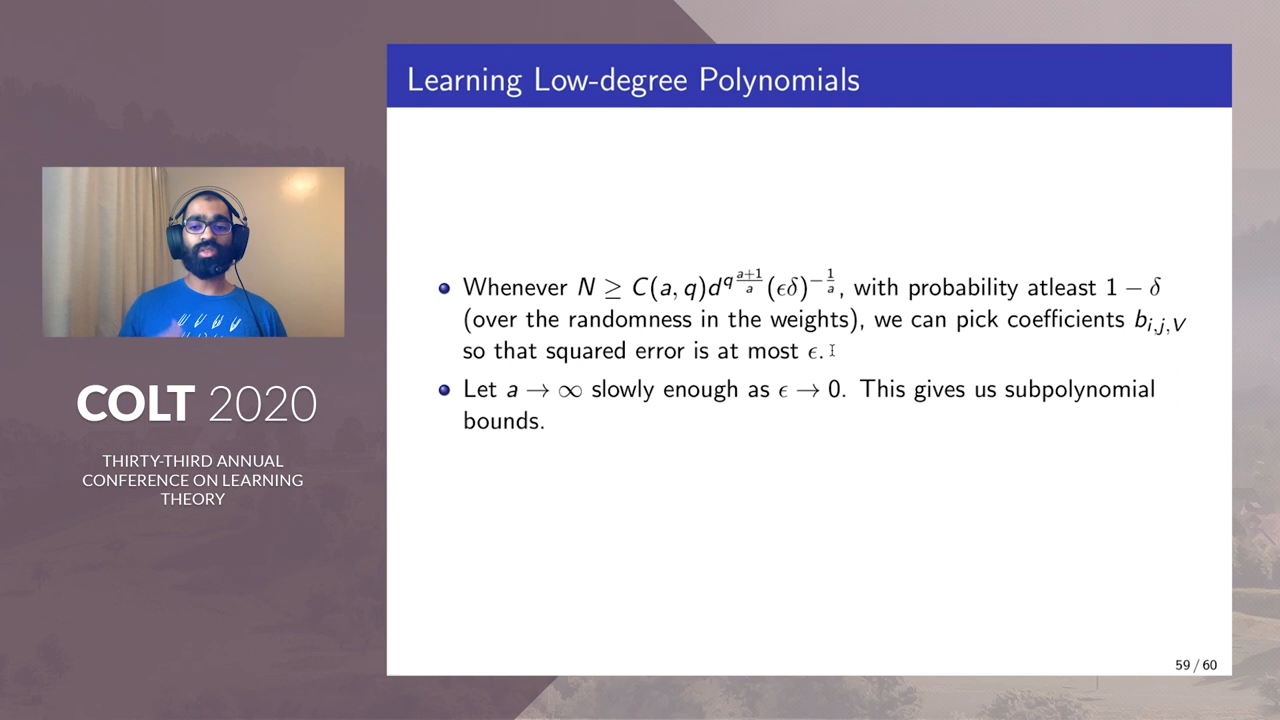 Learning Low-degree Polynomials
Whenever N ≥ C(a, q)d^{q\frac{a+1}{a}}(ϵδ)^{-\frac{1}{a}}, with probability atleast 1 − δ
(over the randomness in the weights), we can pick coefficients b_{i,j,V}
so that squared error is at most ϵ.
Let a → ∞ slowly enough as ϵ → 0. This gives us subpolynomial
bounds.
59 / 60
COLT 2020
THIRTY-THIRD ANNUAL
CONFERENCE ON LEARNING
THEORY